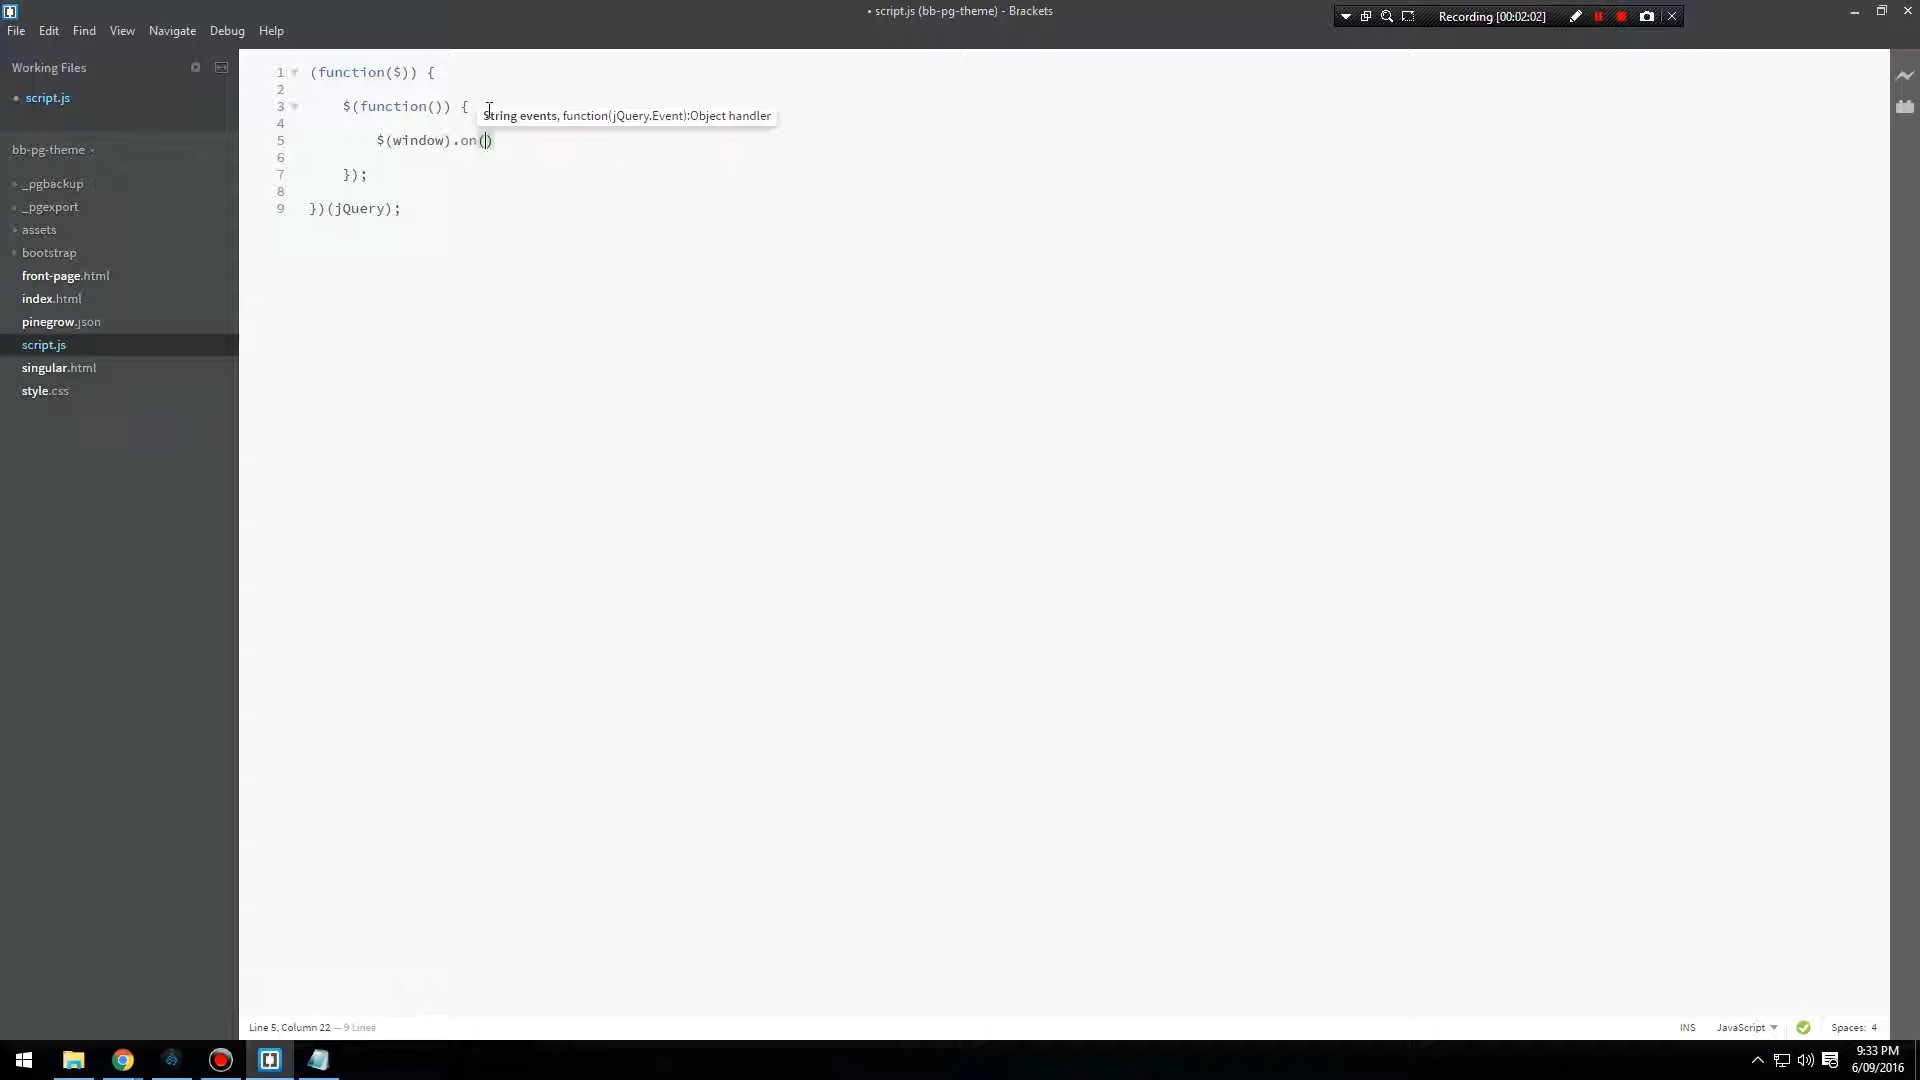 • script.js (bb-pg-theme) - Brackets
Recording [00:02:02]
File Edit Find View Navigate Debug Help
Working Files
• script.js
bb-pg-theme
_pgbackup
_pgexport
assets
bootstrap
front-page.html
index.html
pinegrow.json
script.js
singular.html
style.css
1 (function($)) {
2
3 $(function()) {
String events, function(jQuery.Event):Object handler
4
5 $(window).on()
6
7 });
8
9 })(jQuery);
Line 5, Column 22 — 9 Lines
INS JavaScript Spaces: 4
9:33 PM
6/09/2016